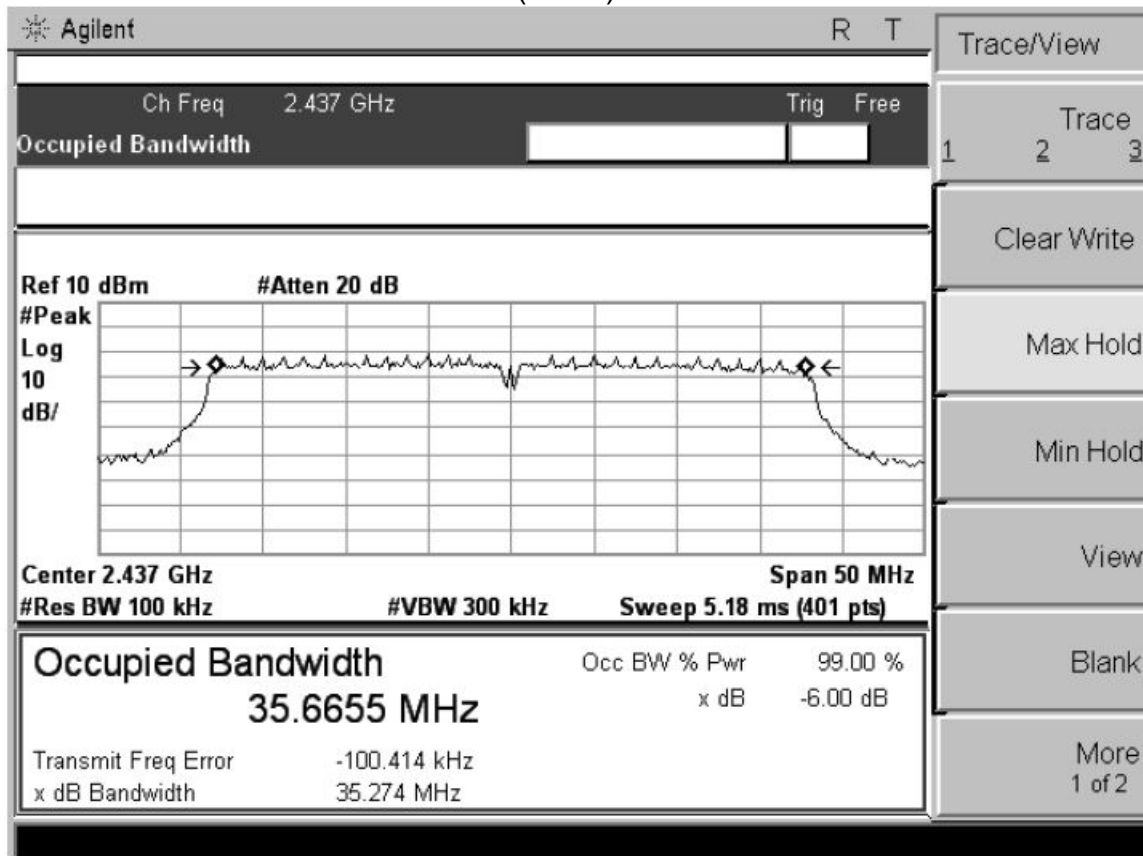 Agilent R T
Trace/View
Ch Freq 2.437 GHz Trig Free
Occupied Bandwidth
Trace
1 2 3
Clear Write
Ref 10 dBm #Atten 20 dB
#Peak
Log
10
dB/
Max Hold
Min Hold
View
Center 2.437 GHz Span 50 MHz
#Res BW 100 kHz #VBW 300 kHz Sweep 5.18 ms (401 pts)
Occupied Bandwidth
35.6655 MHz
Occ BW % Pwr 99.00 %
x dB -6.00 dB
Transmit Freq Error -100.414 kHz
x dB Bandwidth 35.274 MHz
Blank
More
1 of 2